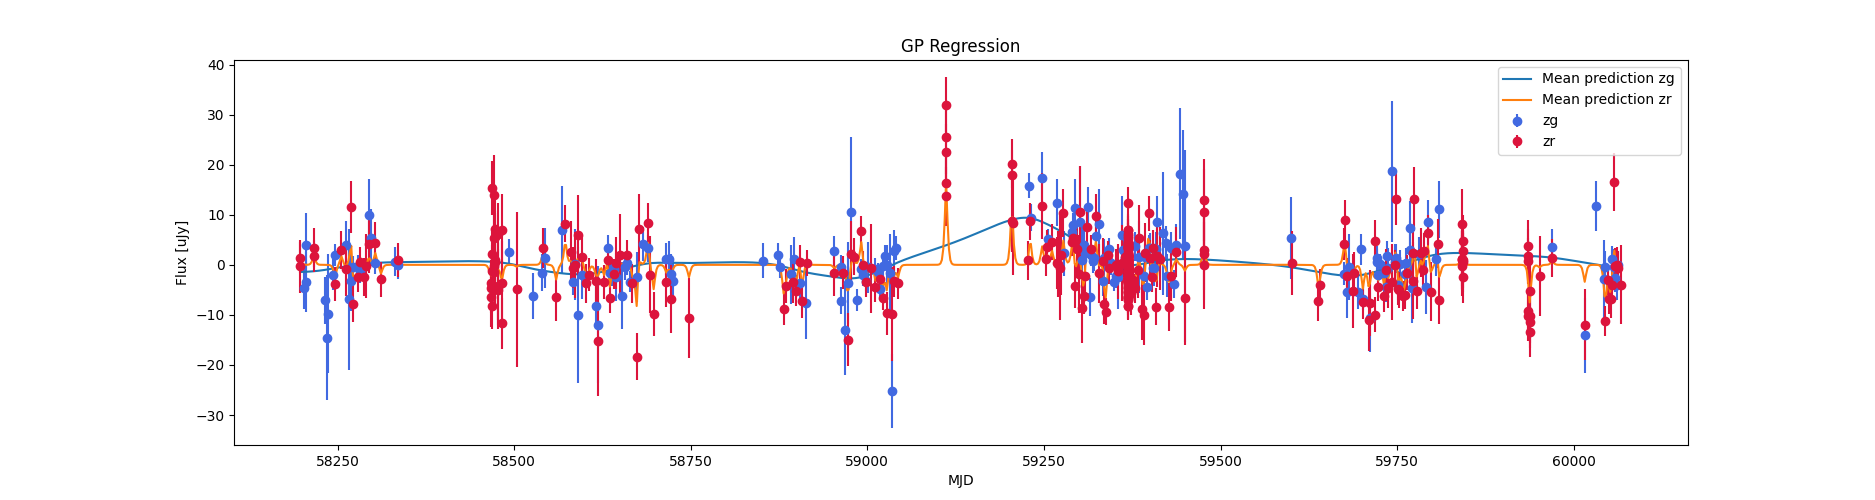 GP Regression
Flux [uJy]
40
30
20
10
0
−10
−20
−30
58250
58500
58750
59000
59250
59500
59750
60000
MJD
Mean prediction zg
Mean prediction zr
zg
zr